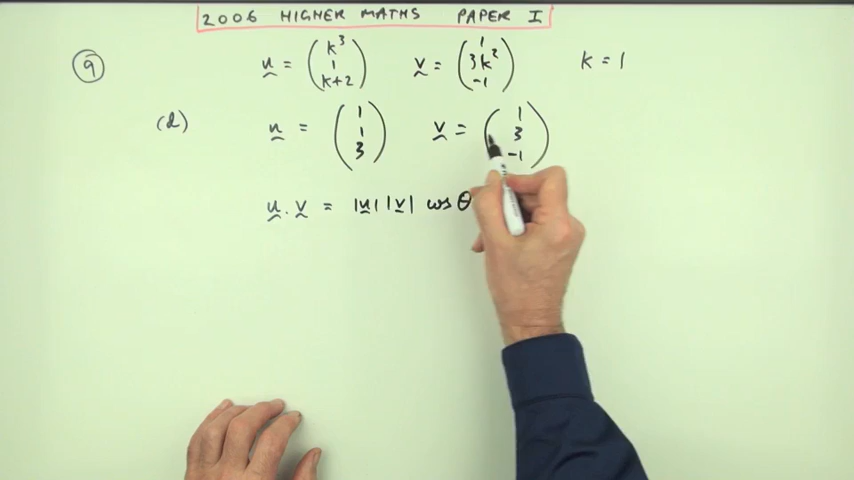 2006 HIGHER MATHS PAPER I
9 u = (k³ 1 k+2) v = (1 3k² -1) k = 1
(d) u = (1 1 3) v = (1 3 -1)
u . v = |u| |v| cos θ